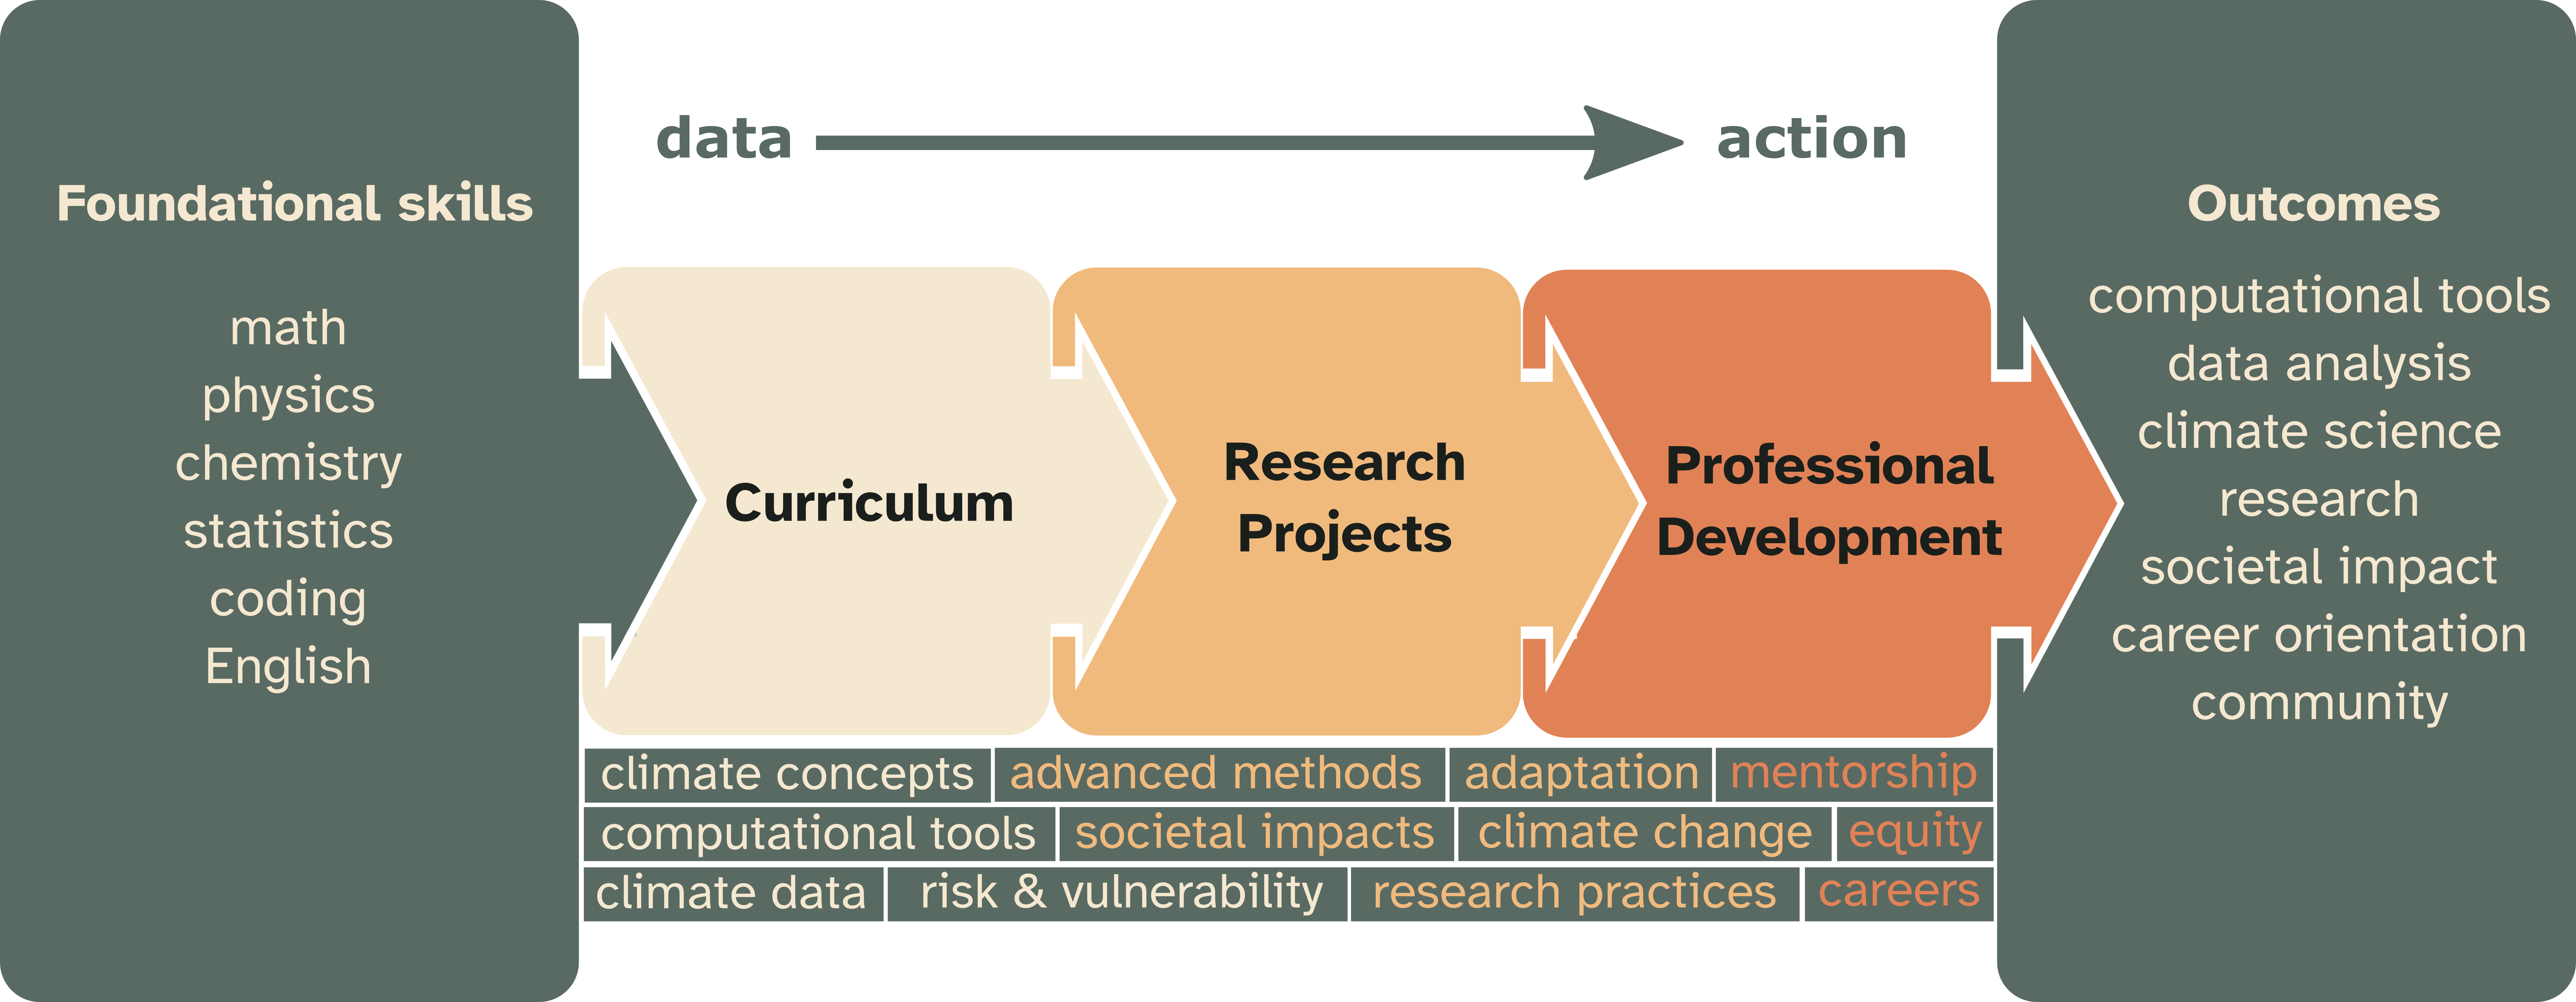 Foundational skills
math
physics
chemistry
statistics
coding
English
data
action
Curriculum
Research
Projects
Professional
Development
climate concepts
advanced methods
adaptation
mentorship
computational tools
societal impacts
climate change
equity
climate data
risk & vulnerability
research practices
careers
Outcomes
computational tools
data analysis
climate science
research
societal impact
career orientation
community